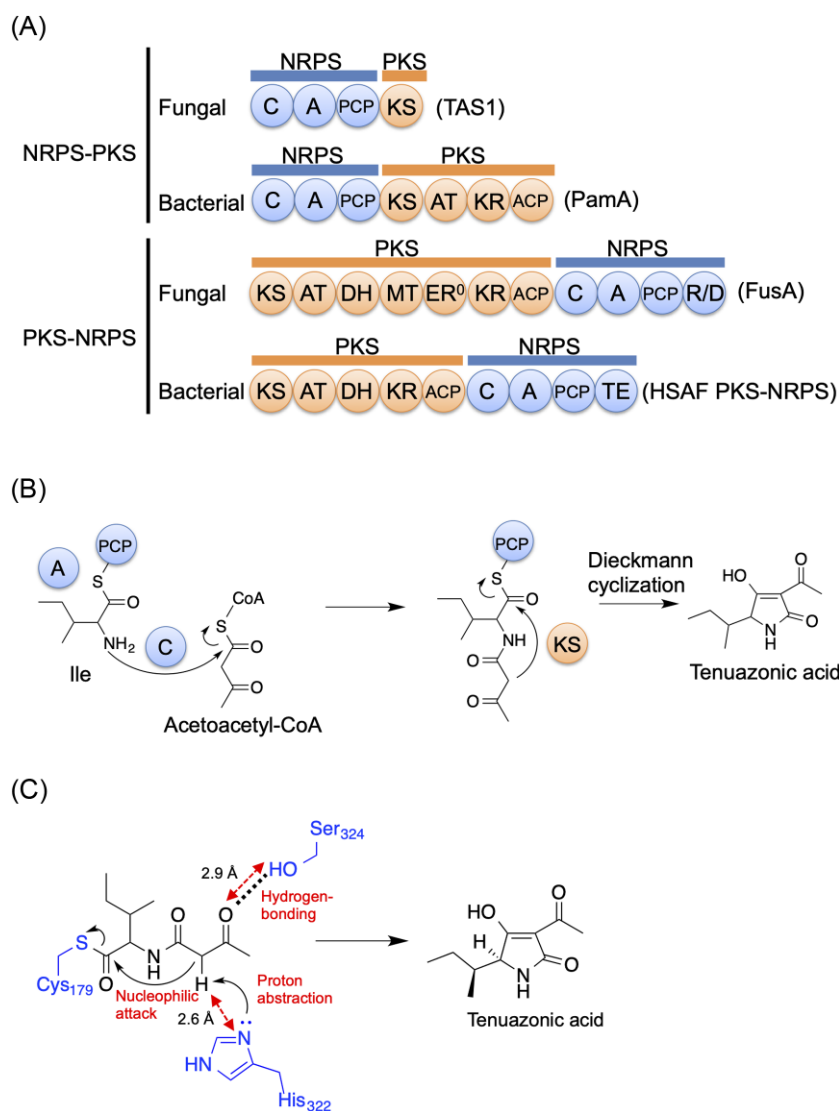 (A)
NRPS PKS
Fungal C A PCP KS (TAS1)
NRPS-PKS
NRPS PKS
Bacterial C A PCP KS AT KR ACP (PamA)
PKS NRPS
Fungal KS AT DH MT ER⁰ KR ACP C A PCP R/D (FusA)
PKS-NRPS
PKS NRPS
Bacterial KS AT DH KR ACP C A PCP TE (HSAF PKS-NRPS)
(B)
PCP
A
S
O
CoA
S
NH₂
C
O
Ile
O
Acetoacetyl-CoA
PCP
S
O
NH
O
KS
O
Dieckmann
cyclization
HO
O
O
NH
Tenuazonic acid
(C)
Ser₃₂₄
2.9 Å
HO
Hydrogen-
bonding
S
O
O
N
H
Cys₁₇₉
O
Nucleophilic
attack
H
Proton
abstraction
2.6 Å
N
HN
His₃₂₂
HO
O
H
O
NH
Tenuazonic acid